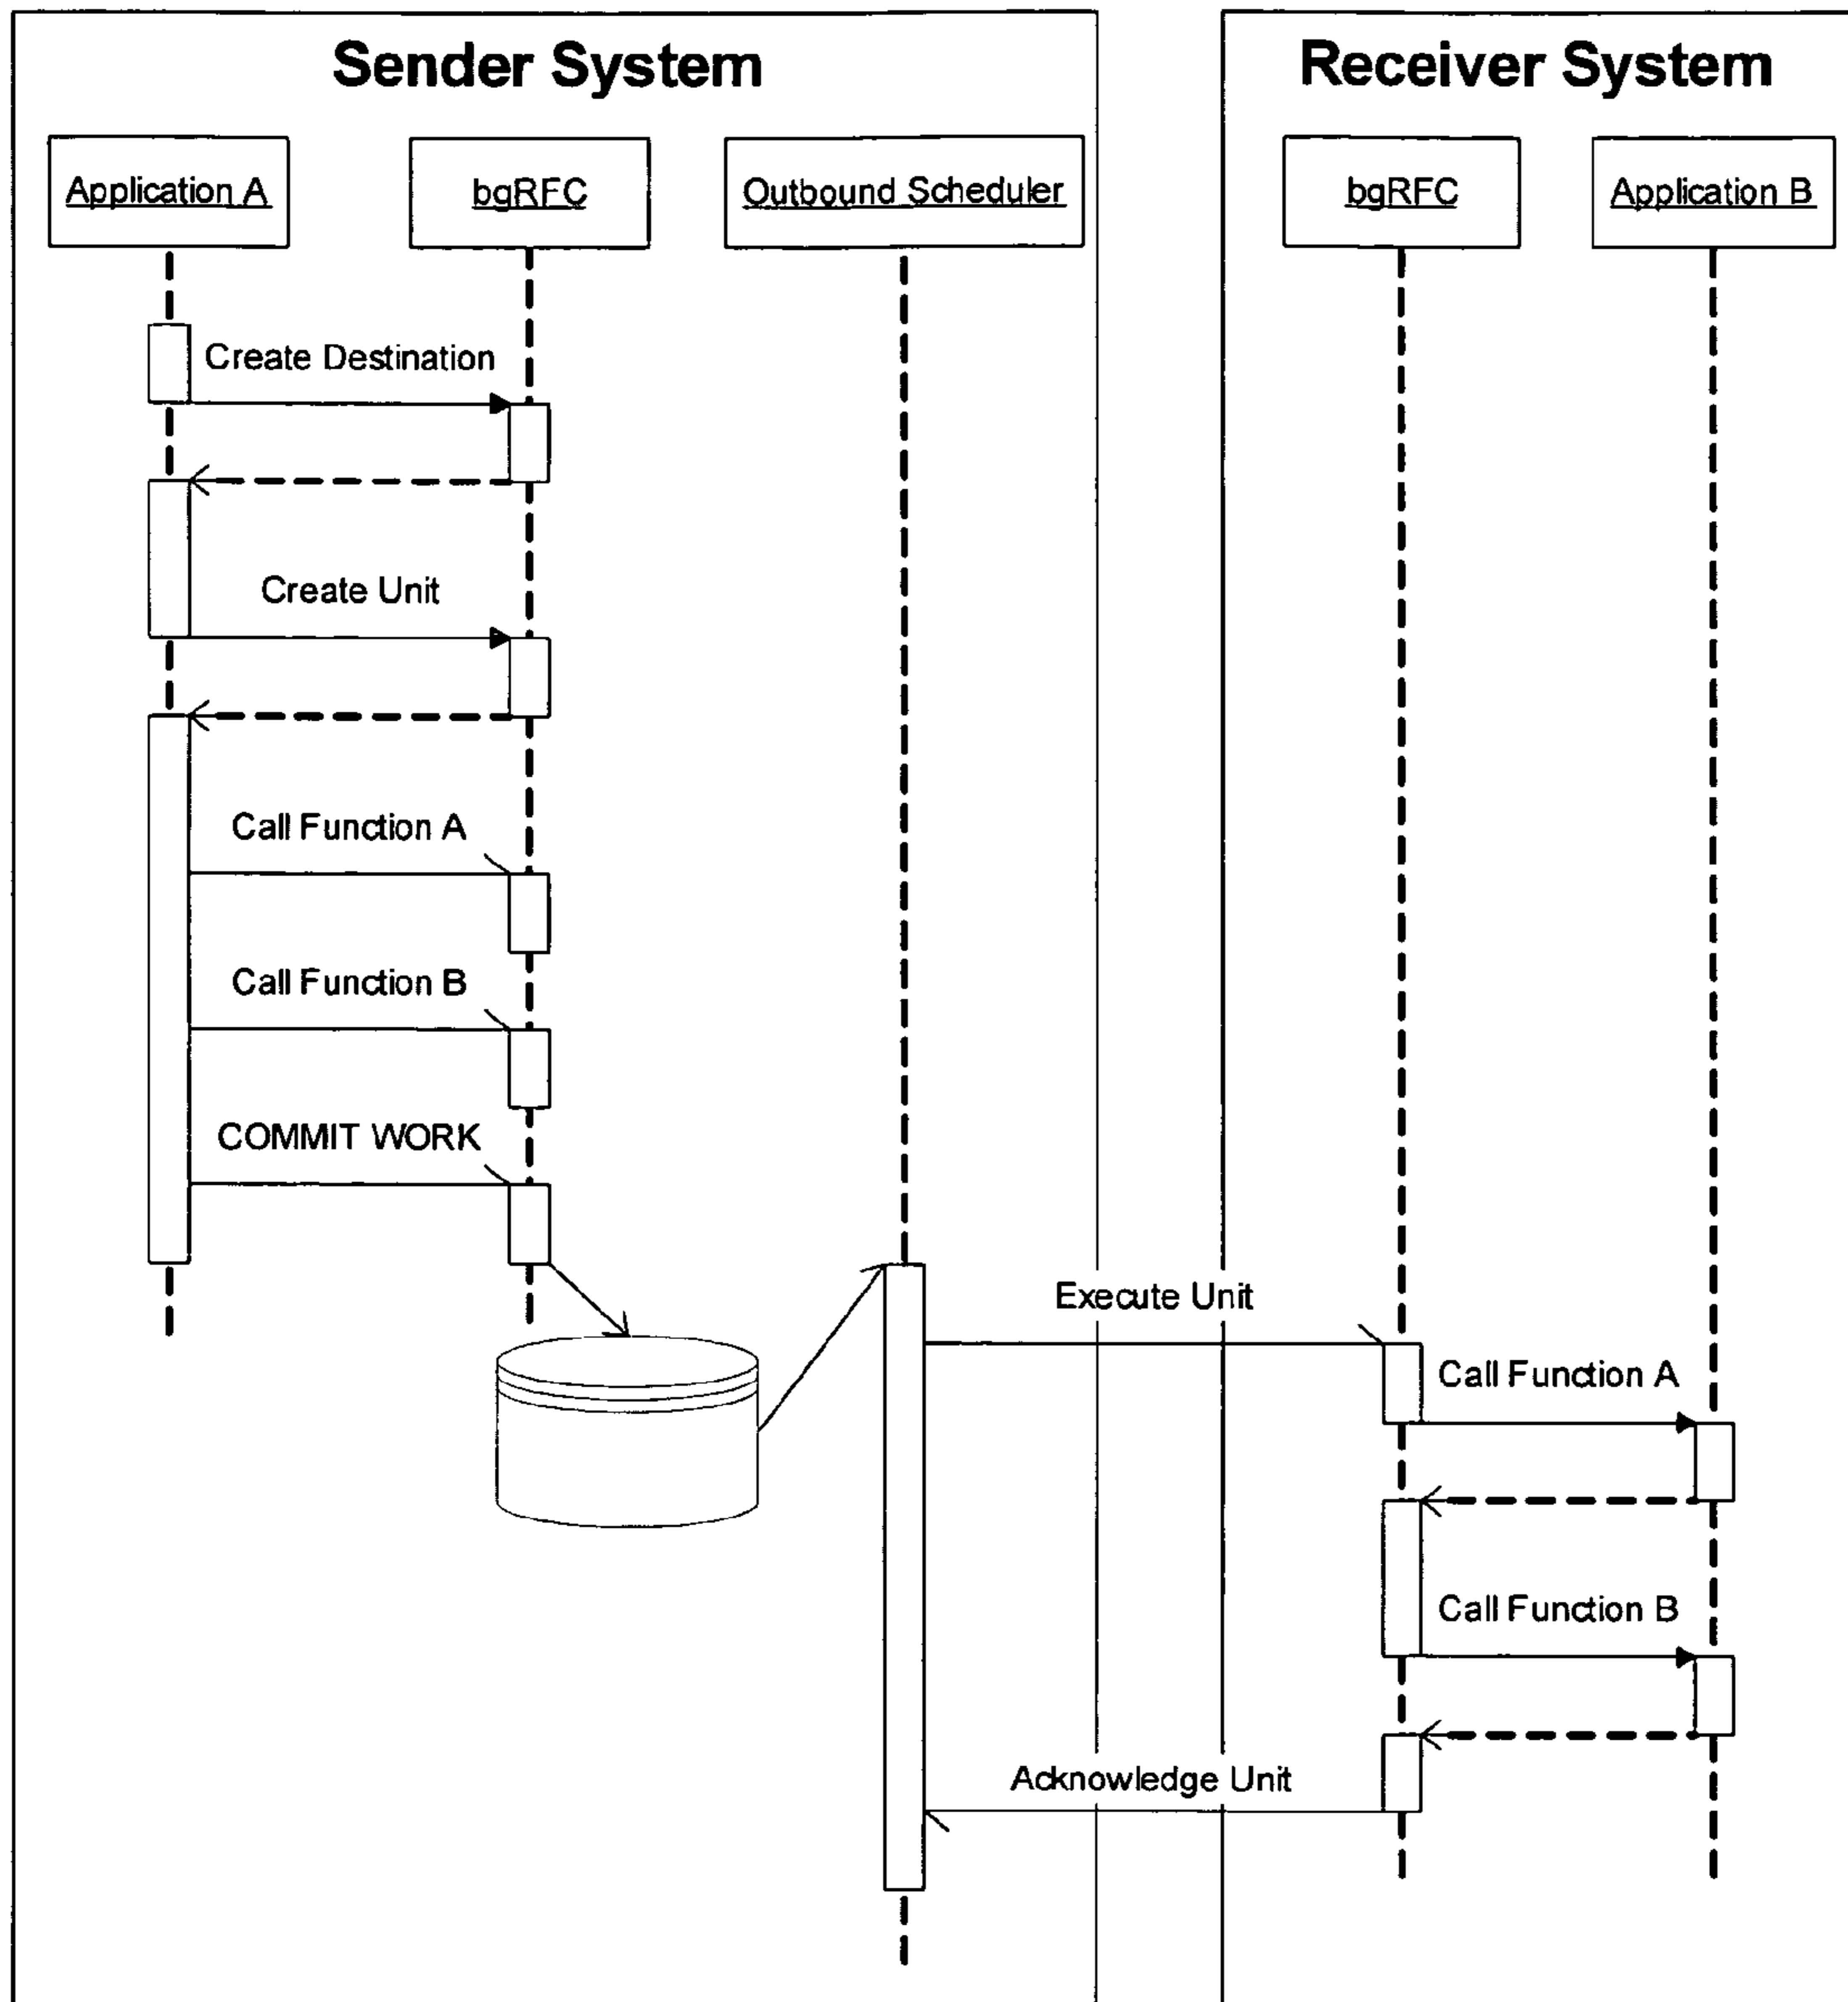 Sender System
Receiver System
Application A
bgRFC
Outbound Scheduler
bgRFC
Application B
Create Destination
Create Unit
Call Function A
Call Function B
COMMIT WORK
Execute Unit
Call Function A
Call Function B
Acknowledge Unit